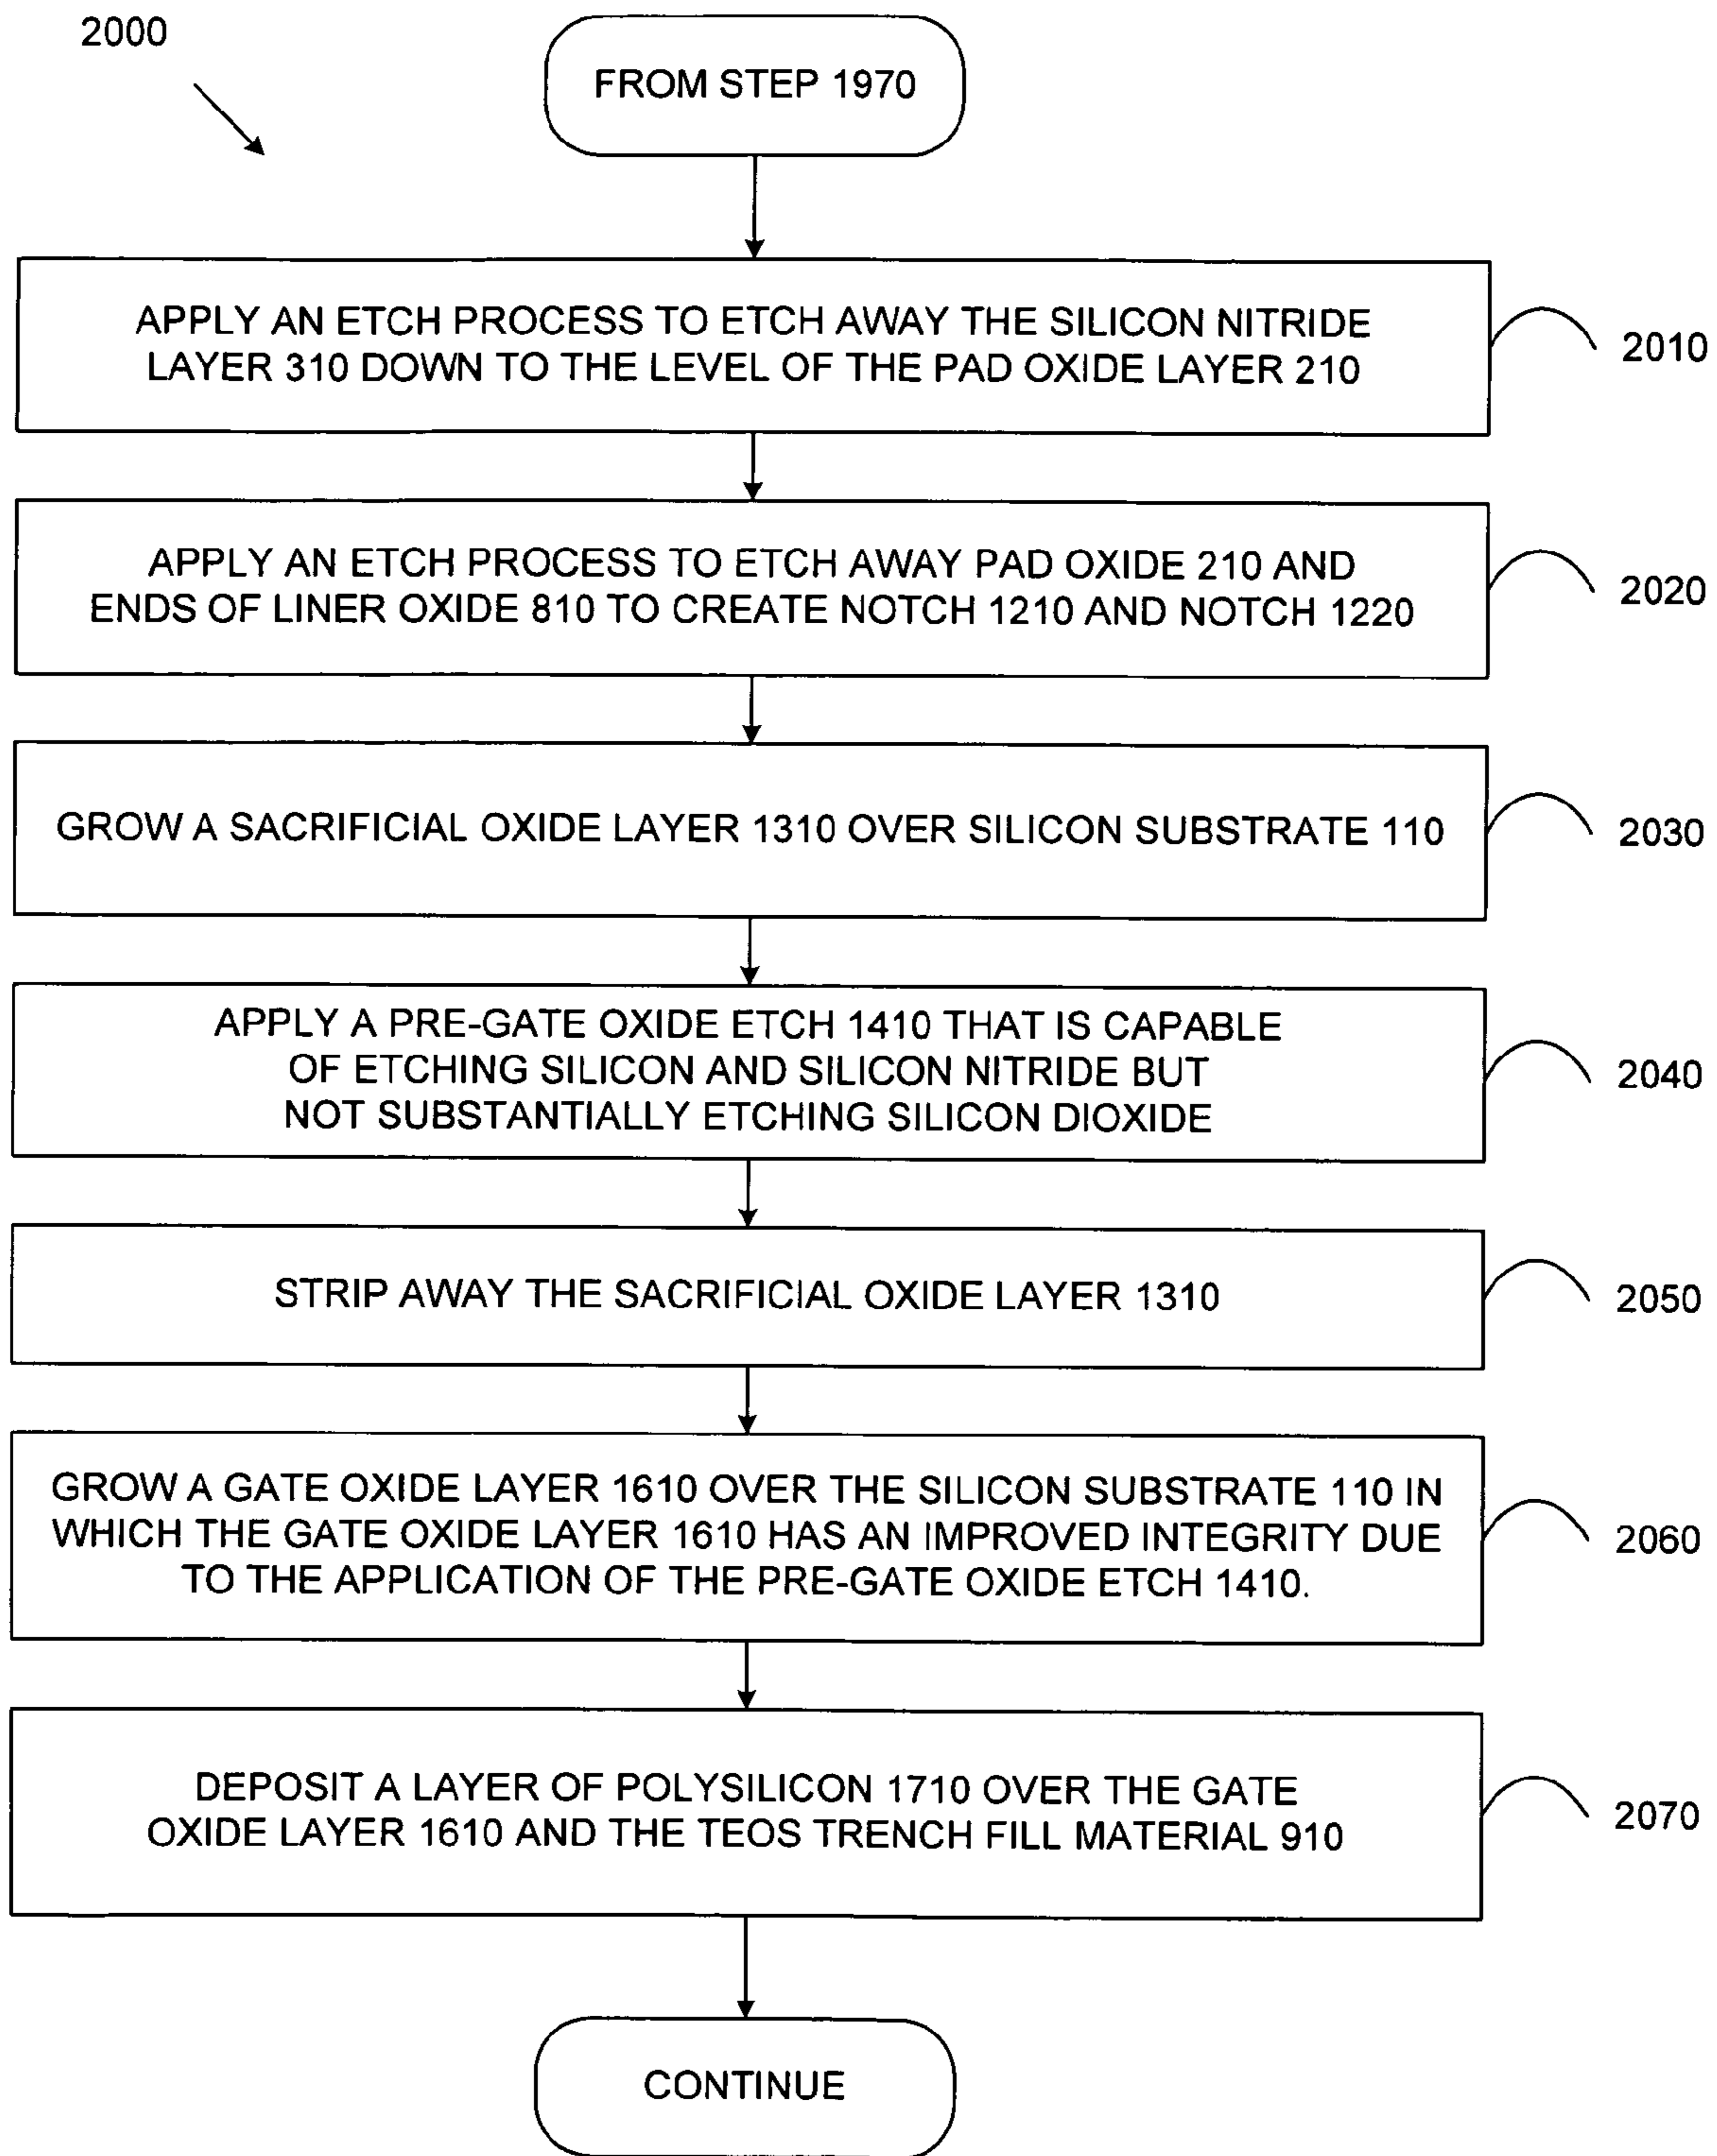 2000
FROM STEP 1970
APPLY AN ETCH PROCESS TO ETCH AWAY THE SILICON NITRIDE
LAYER 310 DOWN TO THE LEVEL OF THE PAD OXIDE LAYER 210
2010
APPLY AN ETCH PROCESS TO ETCH AWAY PAD OXIDE 210 AND
ENDS OF LINER OXIDE 810 TO CREATE NOTCH 1210 AND NOTCH 1220
2020
GROW A SACRIFICIAL OXIDE LAYER 1310 OVER SILICON SUBSTRATE 110
2030
APPLY A PRE-GATE OXIDE ETCH 1410 THAT IS CAPABLE
OF ETCHING SILICON AND SILICON NITRIDE BUT
NOT SUBSTANTIALLY ETCHING SILICON DIOXIDE
2040
STRIP AWAY THE SACRIFICIAL OXIDE LAYER 1310
2050
GROW A GATE OXIDE LAYER 1610 OVER THE SILICON SUBSTRATE 110 IN
WHICH THE GATE OXIDE LAYER 1610 HAS AN IMPROVED INTEGRITY DUE
TO THE APPLICATION OF THE PRE-GATE OXIDE ETCH 1410.
2060
DEPOSIT A LAYER OF POLYSILICON 1710 OVER THE GATE
OXIDE LAYER 1610 AND THE TEOS TRENCH FILL MATERIAL 910
2070
CONTINUE